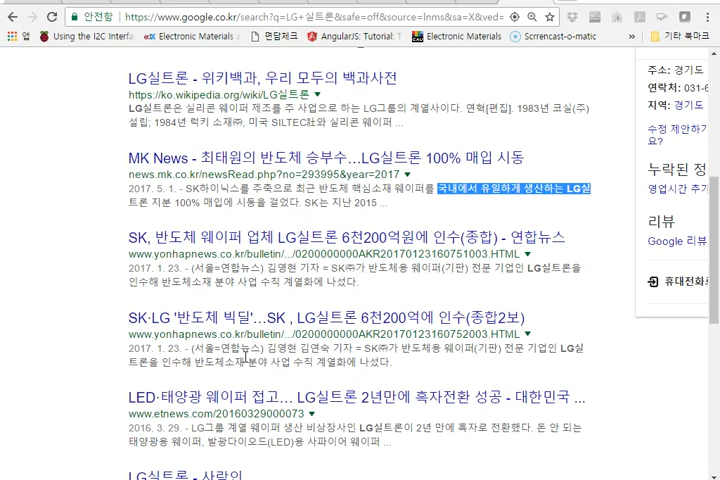 안전함 https://www.google.co.kr/search?q=LG+실트론&safe=off&source=lnms&sa=X&ved=
앱 Using the I2C Interfa Electronic Materials a 면담체크 AngularJS: Tutorial: T Electronic Materials Scrrencast-o-matic » 기타 북마크
LG실트론 - 위키백과, 우리 모두의 백과사전
https://ko.wikipedia.org/wiki/LG실트론
LG실트론은 실리콘 웨이퍼 제조를 주 사업으로 하는 LG그룹의 계열사이다. 연혁[편집]. 1983년 코실(주)
설립; 1984년 럭키 소재㈜, 미국 SILTEC社와 실리콘 웨이퍼 ...
MK News - 최태원의 반도체 승부수…LG실트론 100% 매입 시동
news.mk.co.kr/newsRead.php?no=293995&year=2017
2017. 5. 1. - SK하이닉스를 주축으로 최근 반도체 핵심소재 웨이퍼를 국내에서 유일하게 생산하는 LG실
트론 지분 100% 매입에 시동을 걸었다. SK는 지난 2015 ...
SK, 반도체 웨이퍼 업체 LG실트론 6천200억원에 인수(종합) - 연합뉴스
www.yonhapnews.co.kr/bulletin/.../0200000000AKR20170123160051003.HTML
2017. 1. 23. - (서울=연합뉴스) 김영현 기자 = SK㈜가 반도체용 웨이퍼(기판) 전문 기업인 LG실트론을
인수해 반도체소재 분야 사업 수직 계열화에 나섰다.
SK·LG '반도체 빅딜'…SK , LG실트론 6천200억에 인수(종합2보)
www.yonhapnews.co.kr/bulletin/.../0200000000AKR20170123160752003.HTML
2017. 1. 23. - (서울=연합뉴스) 김영현 김연숙 기자 = SK㈜가 반도체용 웨이퍼(기판) 전문 기업인 LG실
트론을 인수해 반도체소재 분야 사업 수직 계열화에 나섰다.
LED·태양광 웨이퍼 접고... LG실트론 2년만에 흑자전환 성공 - 대한민국 ...
www.etnews.com/20160329000073
2016. 3. 29. - LG그룹 계열 웨이퍼 생산 비상장사인 LG실트론이 2년 만에 흑자로 전환했다. 돈 안 되는
태양광용 웨이퍼, 발광다이오드(LED)용 사파이어 웨이퍼 ...
LG실트론 - 사람인
주소: 경기도
연락처: 031-6
지역: 경기도
수정 제안하기
요?
누락된 정
영업시간 추가
리뷰
Google 리뷰
휴대전화로